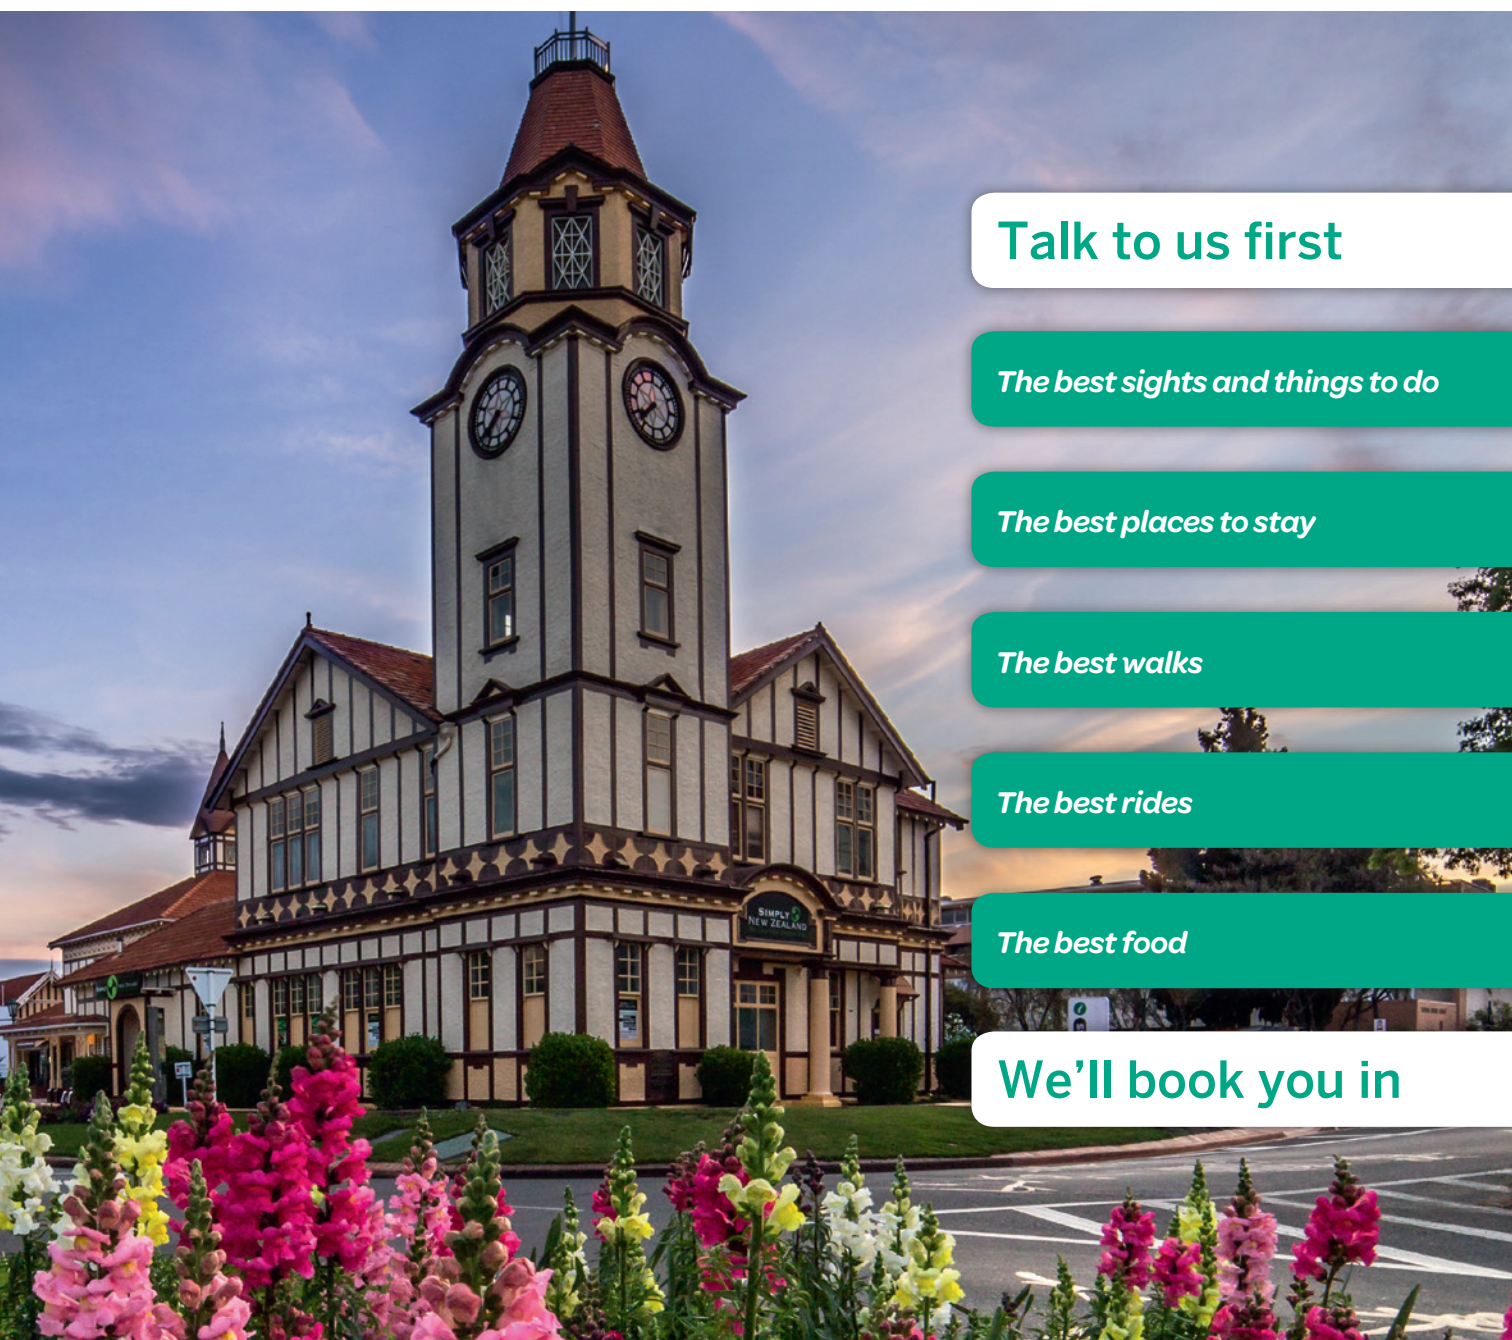 Talk to us first
The best sights and things to do
The best places to stay
The best walks
The best rides
SIMPLY
NEW ZEALAND
The best food
We'll book you in